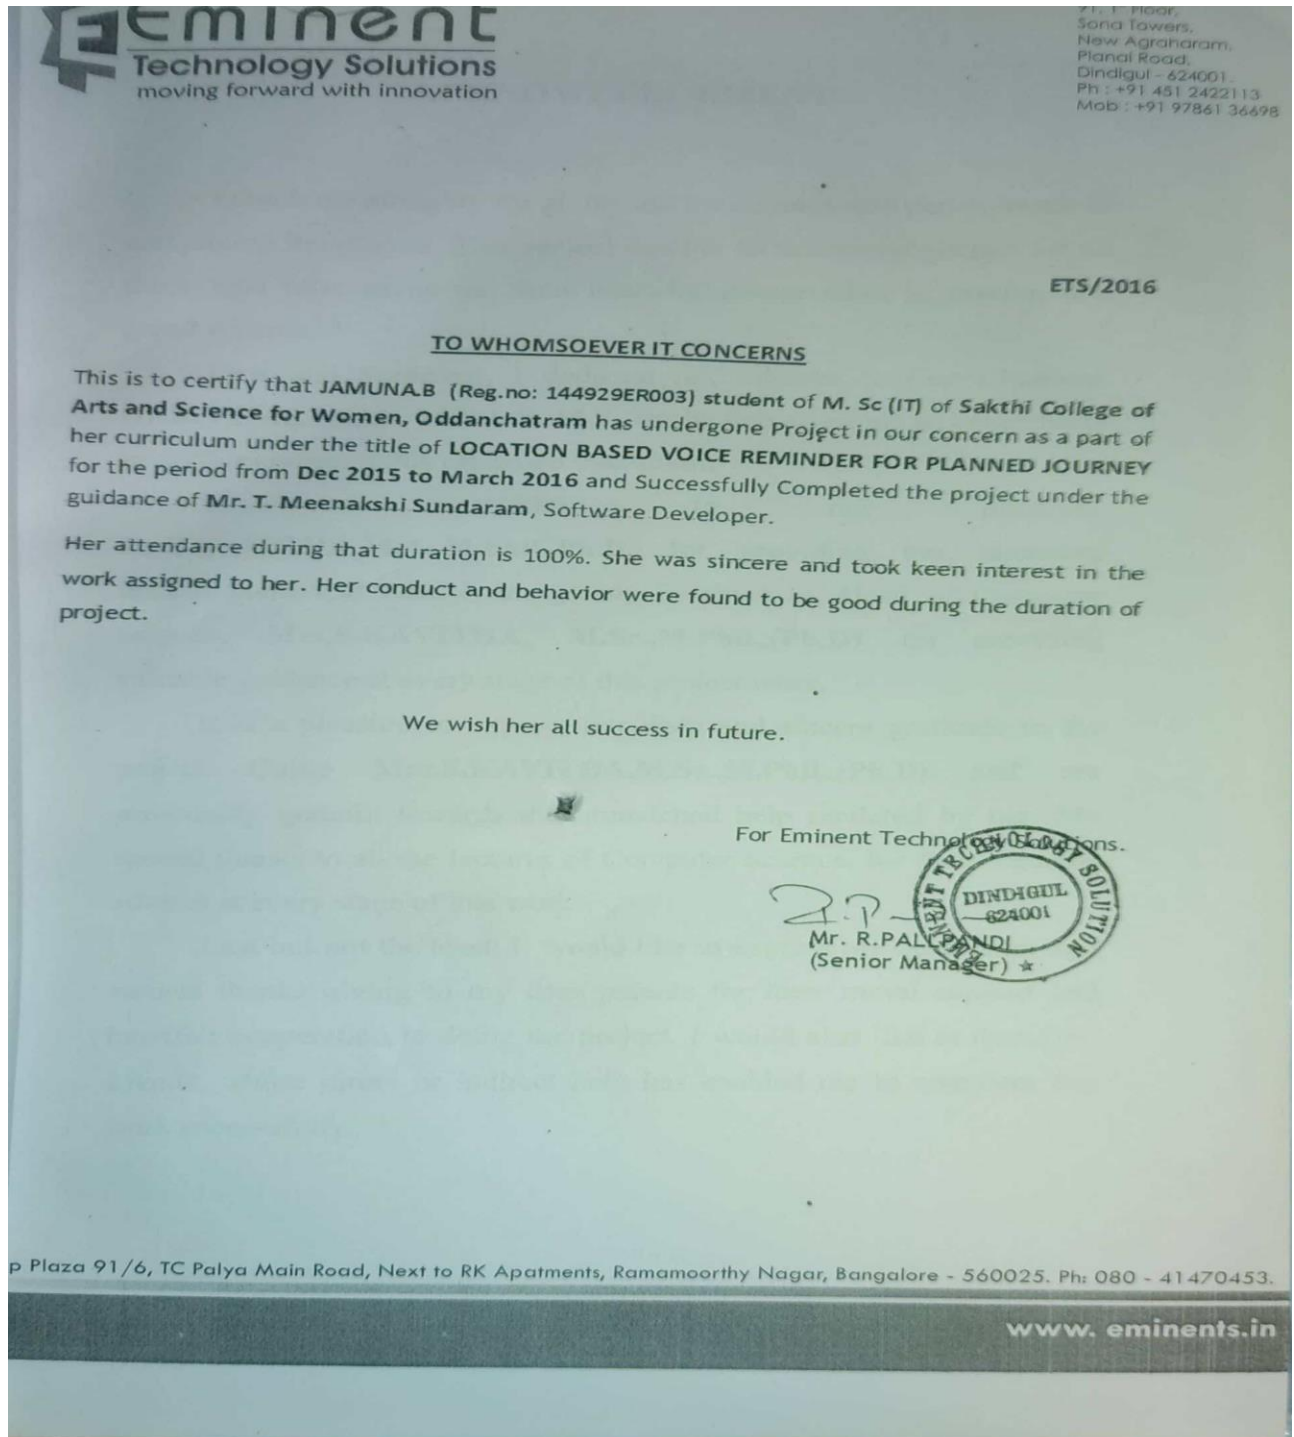 Eminent
Technology Solutions
moving forward with innovation
Floor,
Sona Towers,
New Agraharam,
Planai Road,
Dindigul - 624001.
Ph : +91 451 2422113
Mob : +91 97861 36698
ETS/2016
TO WHOMSOEVER IT CONCERNS
This is to certify that JAMUNA.B (Reg.no: 144929ER003) student of M. Sc (IT) of Sakthi College of
Arts and Science for Women, Oddanchatram has undergone Project in our concern as a part of
her curriculum under the title of LOCATION BASED VOICE REMINDER FOR PLANNED JOURNEY
for the period from Dec 2015 to March 2016 and Successfully Completed the project under the
guidance of Mr. T. Meenakshi Sundaram, Software Developer.
Her attendance during that duration is 100%. She was sincere and took keen interest in the
work assigned to her. Her conduct and behavior were found to be good during the duration of
project.
We wish her all success in future.
For Eminent Technology Solutions.
DINDIGUL
624001
Mr. R.PALLPANDI
(Senior Manager)
p Plaza 91/6, TC Palya Main Road, Next to RK Apatments, Ramamoorthy Nagar, Bangalore - 560025. Ph: 080 - 41470453.
www. eminents.in